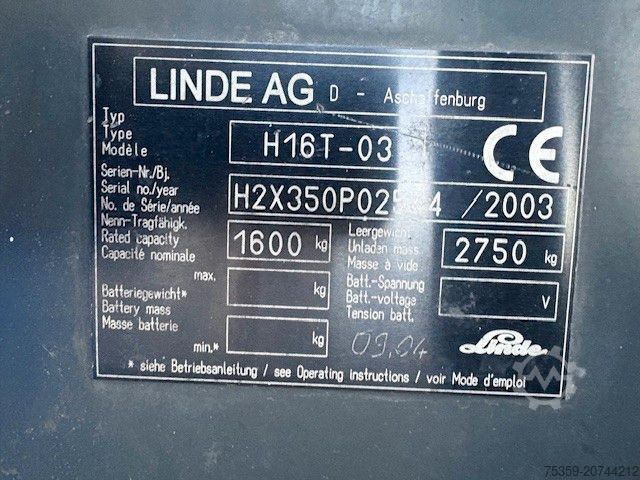 LINDE AG D - Aschaffenburg
Typ
Type
Modèle
H16T-03
CE
Serien-Nr./Bj.
Serial no./year
No. de Série/année
/2003
Nenn-Tragfähigk.
Rated capacity
Capacité nominale
1600 kg
Leergewicht
Unladen mass
Masse à vide
2750 kg
max.
kg
Batteriegewicht*
Battery mass
Masse batterie
min.*
kg
Batt.-Spannung
Batt.-voltage
Tension batt.
V
09.04
Linde
* siehe Betriebsanleitung / see Operating instructions / voir Mode d'emploi
75359-20744212